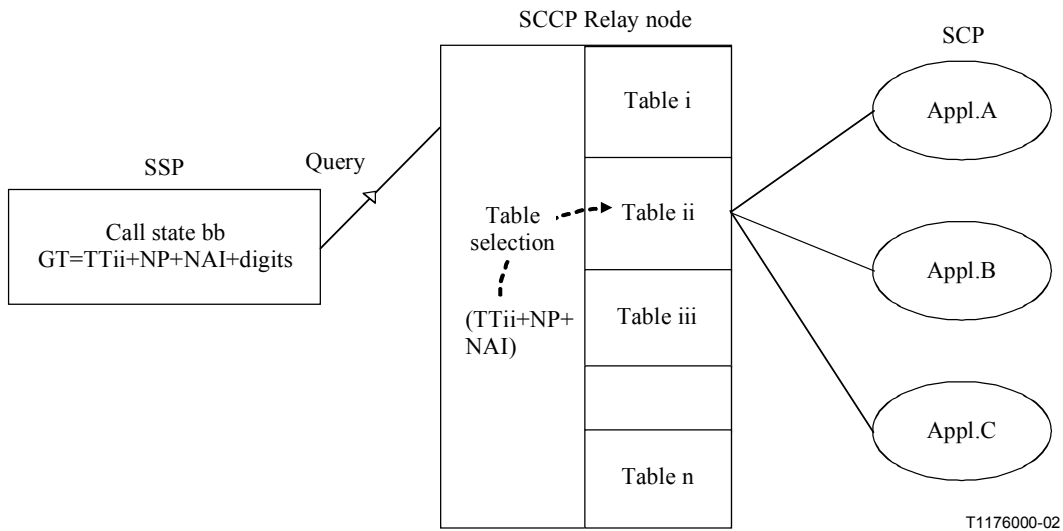 SCCP Relay node
SCP
Table i
Appl.A
Query
SSP
Call state bb
GT=TTii+NP+NAI+digits
Table
selection
Table ii
(TTii+NP+
NAI)
Table iii
Appl.B
Appl.C
Table n
T1176000-02